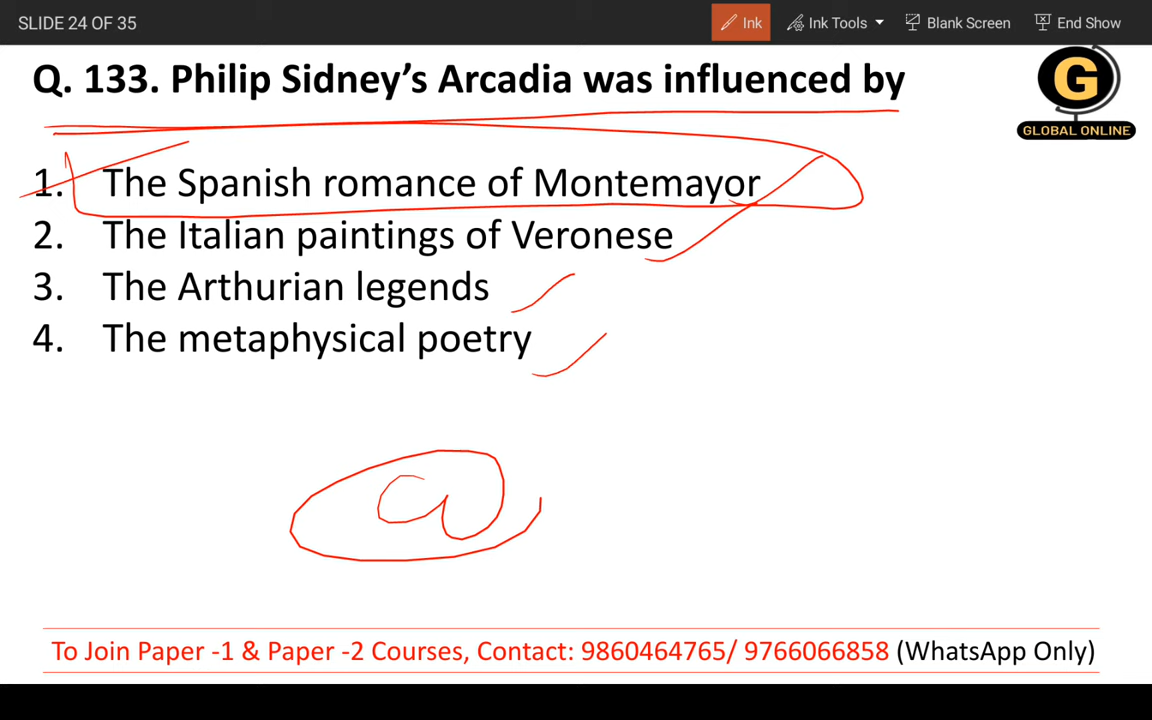 SLIDE 24 OF 35 Ink Ink Tools Blank Screen End Show
Q. 133. Philip Sidney’s Arcadia was influenced by
G
GLOBAL ONLINE
1. The Spanish romance of Montemayor
2. The Italian paintings of Veronese
3. The Arthurian legends
4. The metaphysical poetry
a
To Join Paper -1 & Paper -2 Courses, Contact: 9860464765/ 9766066858 (WhatsApp Only)